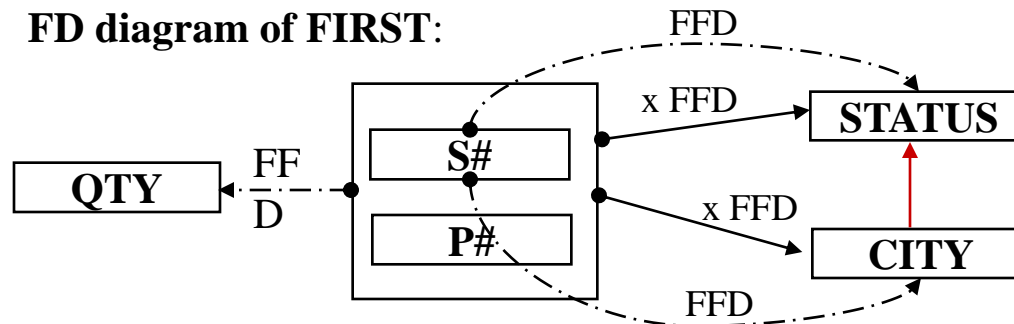 FD diagram of FIRST:
FFD
x FFD
STATUS
S#
FF
D
QTY
x FFD
P#
CITY
FFD